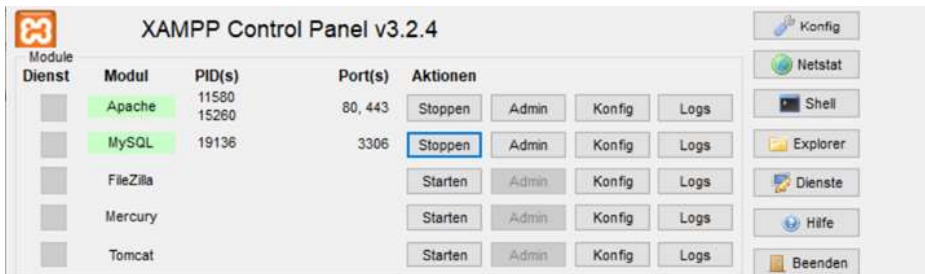 XAMPP Control Panel v3.2.4
Konfig
Module
Dienst Modul PID(s) Port(s) Aktionen
Netstat
Apache 11580 15260 80, 443 Stoppen Admin Konfig Logs
Shell
MySQL 19136 3306 Stoppen Admin Konfig Logs
Explorer
FileZilla Starten Admin Konfig Logs
Dienste
Mercury Starten Admin Konfig Logs
Hilfe
Tomcat Starten Admin Konfig Logs
Beenden